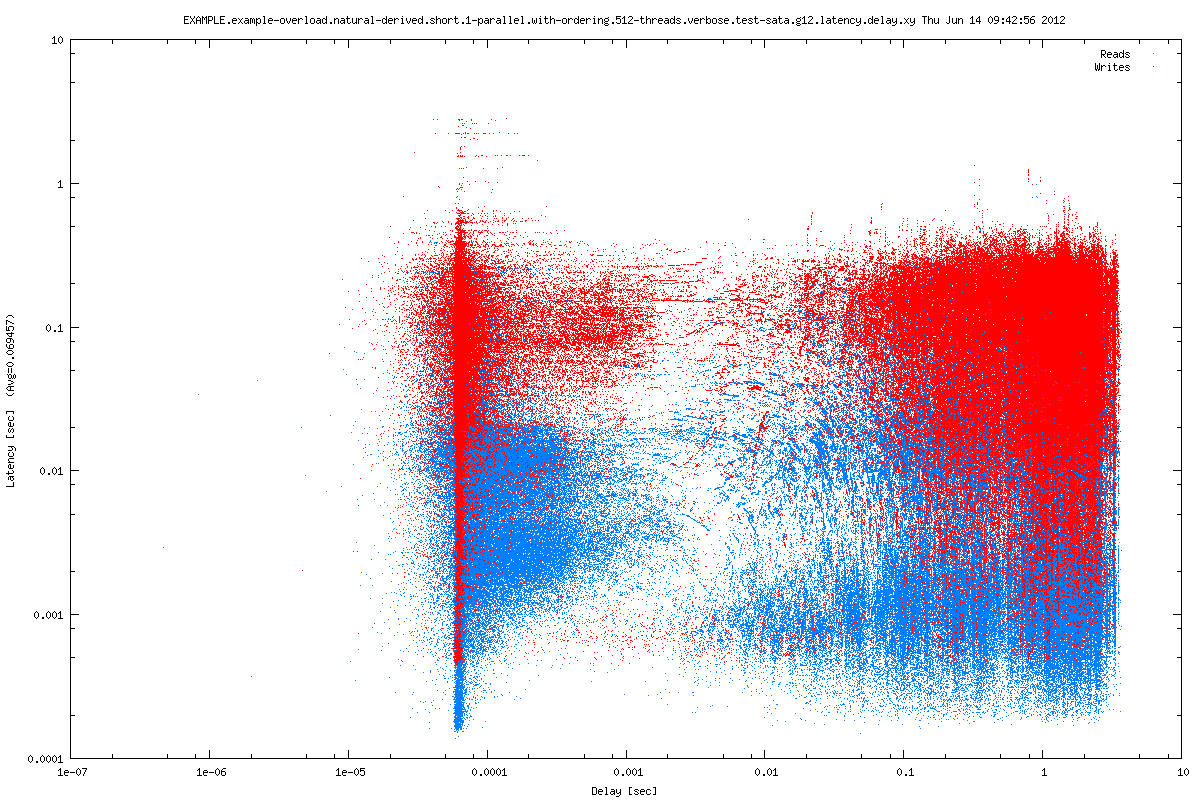 EXAMPLE.example-overload.natural-derived.short.1-parallel.with-ordering.512-threads.verbose.test-sata.g12.latency.delay.xy Thu Jun 14 09:42:56 2012
Reads
Writes
10
1
0.1
0.01
0.001
0.0001
Latency [sec] (Avg=0.069457)
1e-07 1e-06 1e-05 0.0001 0.001 0.01 0.1 1 10
Delay [sec]